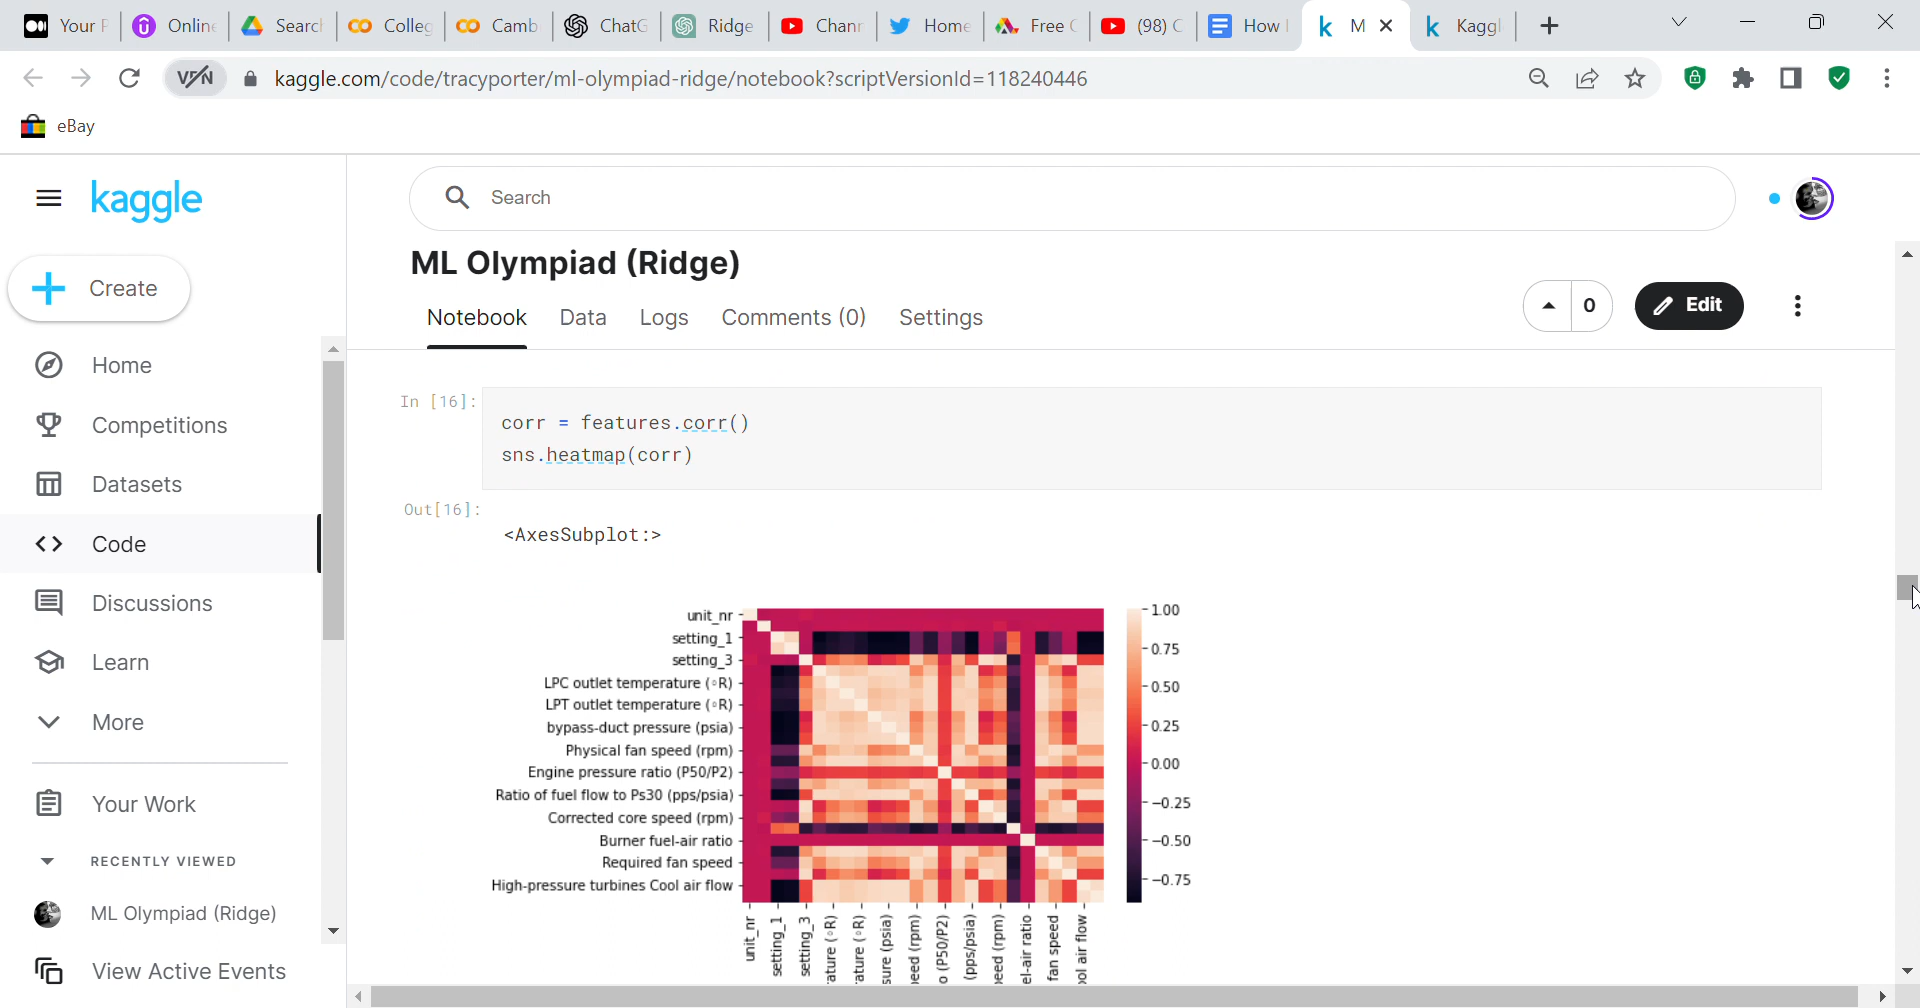 Your P
Online
Searc
Colleg
Camb
ChatG
Ridge
Chann
Home
Free C
(98) C
How I
M
Kaggl
VPN
kaggle.com/code/tracyporter/ml-olympiad-ridge/notebook?scriptVersionId=118240446
eBay
kaggle
Search
Create
ML Olympiad (Ridge)
Notebook
Data
Logs
Comments (0)
Settings
0
Edit
Home
Competitions
Datasets
Code
Discussions
Learn
More
Your Work
RECENTLY VIEWED
ML Olympiad (Ridge)
View Active Events
In [16]:
corr = features.corr()
sns.heatmap(corr)
Out[16]:
<AxesSubplot:>
unit_nr
setting_1
setting_3
LPC outlet temperature (◦R)
LPT outlet temperature (◦R)
bypass-duct pressure (psia)
Physical fan speed (rpm)
Engine pressure ratio (P50/P2)
Ratio of fuel flow to Ps30 (pps/psia)
Corrected core speed (rpm)
Burner fuel-air ratio
Required fan speed
High-pressure turbines Cool air flow
1.00
0.75
0.50
0.25
0.00
−0.25
−0.50
−0.75
unit_nr
setting_1
setting_3
ature (◦R)
ature (◦R)
sure (psia)
eed (rpm)
o (P50/P2)
(pps/psia)
eed (rpm)
el-air ratio
fan speed
ol air flow